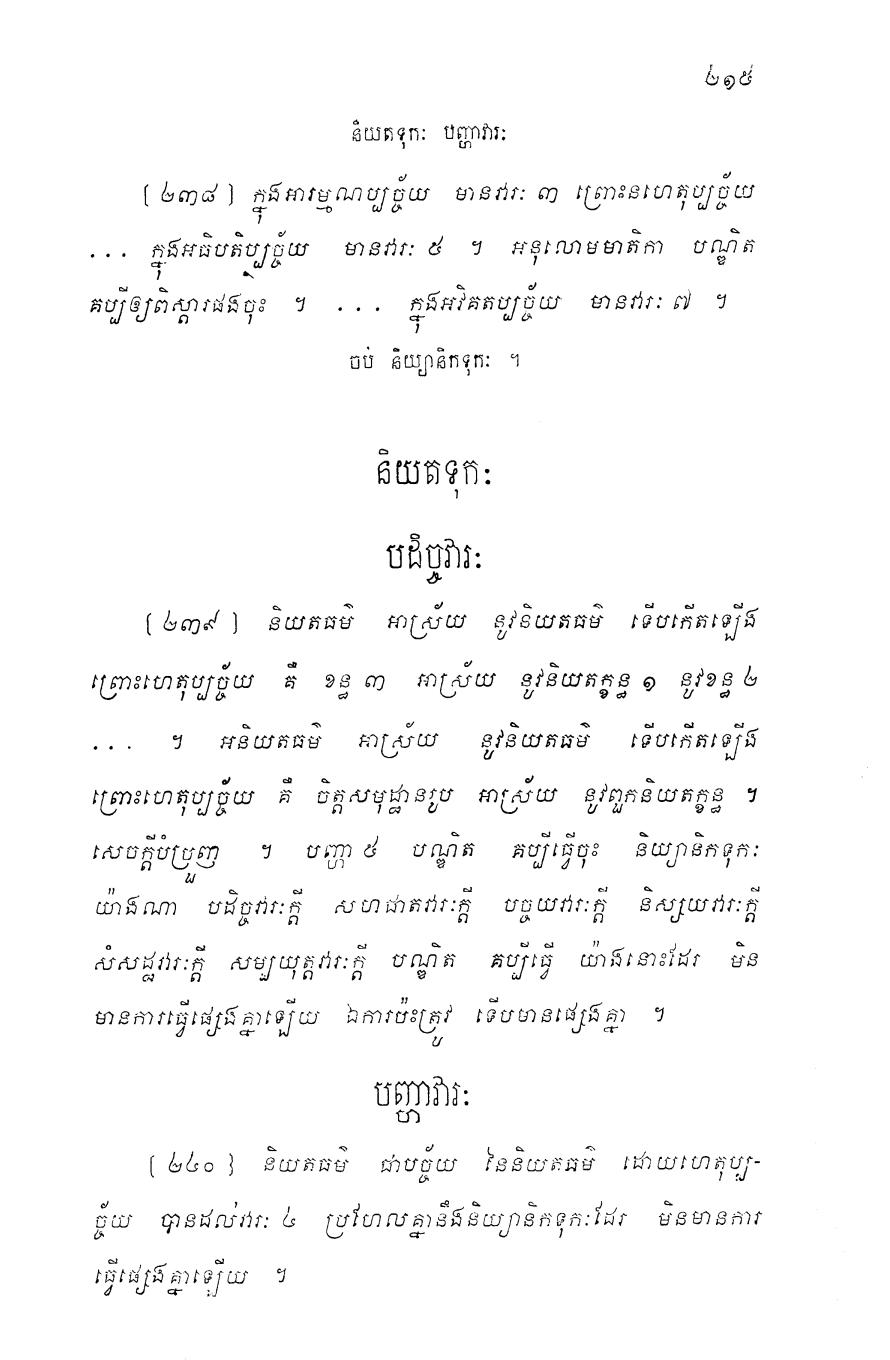 ២១៥
និយតទុកៈ បញ្ហាវារៈ
[២៣៨] ក្នុងអារម្មណប្បច្ច័យ មានវារៈ ៣ ព្រោះនហេតុប្បច្ច័យ
... ក្នុងអធិបតិប្បច្ច័យ មានវារៈ ៥ ។ អនុលោមមាតិកា បណ្ឌិត
គប្បីឲ្យពិស្តារផងចុះ ។ ... ក្នុងអវិគតប្បច្ច័យ មានវារៈ ៧ ។
ចប់ និយ្យានិកទុកៈ ។
និយតទុកៈ
បដិច្ចវារៈ
[២៣៩] និយតធម៌ អាស្រ័យ នូវនិយតធម៌ ទើបកើតឡើង
ព្រោះហេតុប្បច្ច័យ គឺ ខន្ធ ៣ អាស្រ័យ នូវនិយតក្ខន្ធ ១ នូវខន្ធ ២
... ។ អនិយតធម៌ អាស្រ័យ នូវនិយតធម៌ ទើបកើតឡើង
ព្រោះហេតុប្បច្ច័យ គឺ ចិត្តសមុដ្ឋានរូប អាស្រ័យ នូវពួកនិយតក្ខន្ធ ។
សេចក្តីបំប្រួញ ។ បញ្ហា ៥ បណ្ឌិត គប្បីធ្វើចុះ និយ្យានិកទុកៈ
យ៉ាងណា បដិច្ចវារៈក្តី សហជាតវារៈក្តី បច្ចយវារៈក្តី និស្សយវារៈក្តី
សំសដ្ឋវារៈក្តី សម្បយុត្តវារៈក្តី បណ្ឌិត គប្បីធ្វើ យ៉ាងនោះដែរ មិន
មានការធ្វើផ្សេងគ្នាឡើយ ឯការប៉ះត្រូវ ទើបមានផ្សេងគ្នា ។
បញ្ហាវារៈ
[២៤០] និយតធម៌ ជាបច្ច័យ នៃនិយតធម៌ ដោយហេតុប្ប-
ច្ច័យ បានដល់វារៈ ៤ ប្រហែលគ្នានឹងនិយ្យានិកទុកៈដែរ មិនមានការ
ធ្វើផ្សេងគ្នាឡើយ ។